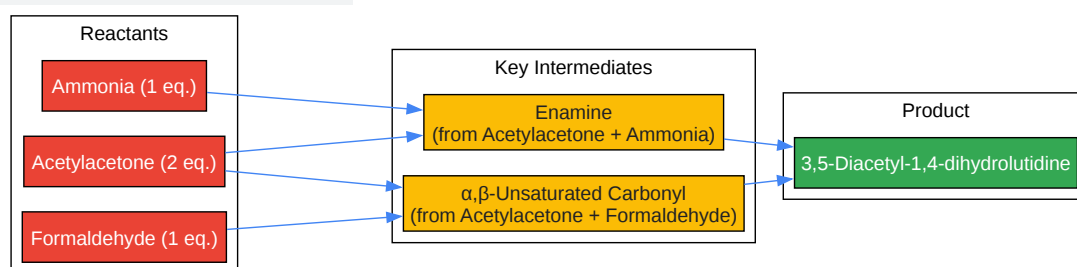 Reactants
Ammonia (1 eq.)
Acetylacetone (2 eq.)
Formaldehyde (1 eq.)
Key Intermediates
Enamine
(from Acetylacetone + Ammonia)
α,β-Unsaturated Carbonyl
(from Acetylacetone + Formaldehyde)
Product
3,5-Diacetyl-1,4-dihydrolutidine